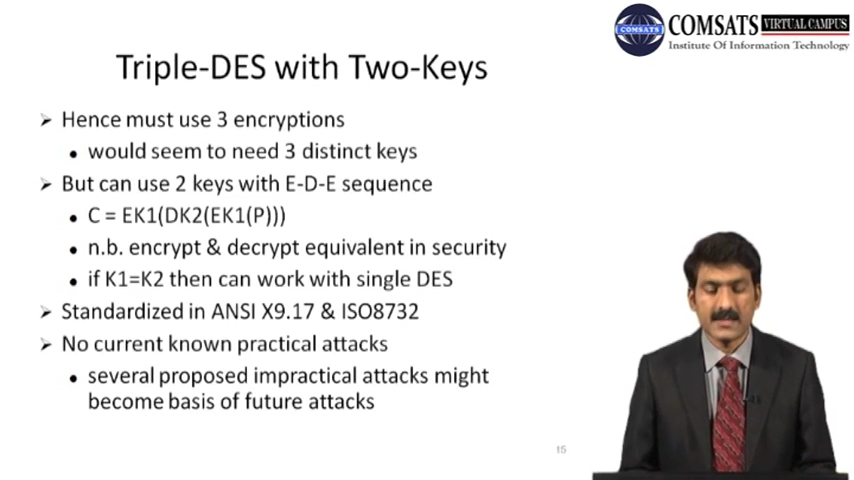 COMSATS
COMSATS VIRTUAL CAMPUS
Institute Of Information Technology
Triple-DES with Two-Keys
➤ Hence must use 3 encryptions
• would seem to need 3 distinct keys
➤ But can use 2 keys with E-D-E sequence
• C = EK1(DK2(EK1(P)))
• n.b. encrypt & decrypt equivalent in security
• if K1=K2 then can work with single DES
➤ Standardized in ANSI X9.17 & ISO8732
➤ No current known practical attacks
• several proposed impractical attacks might
become basis of future attacks
15